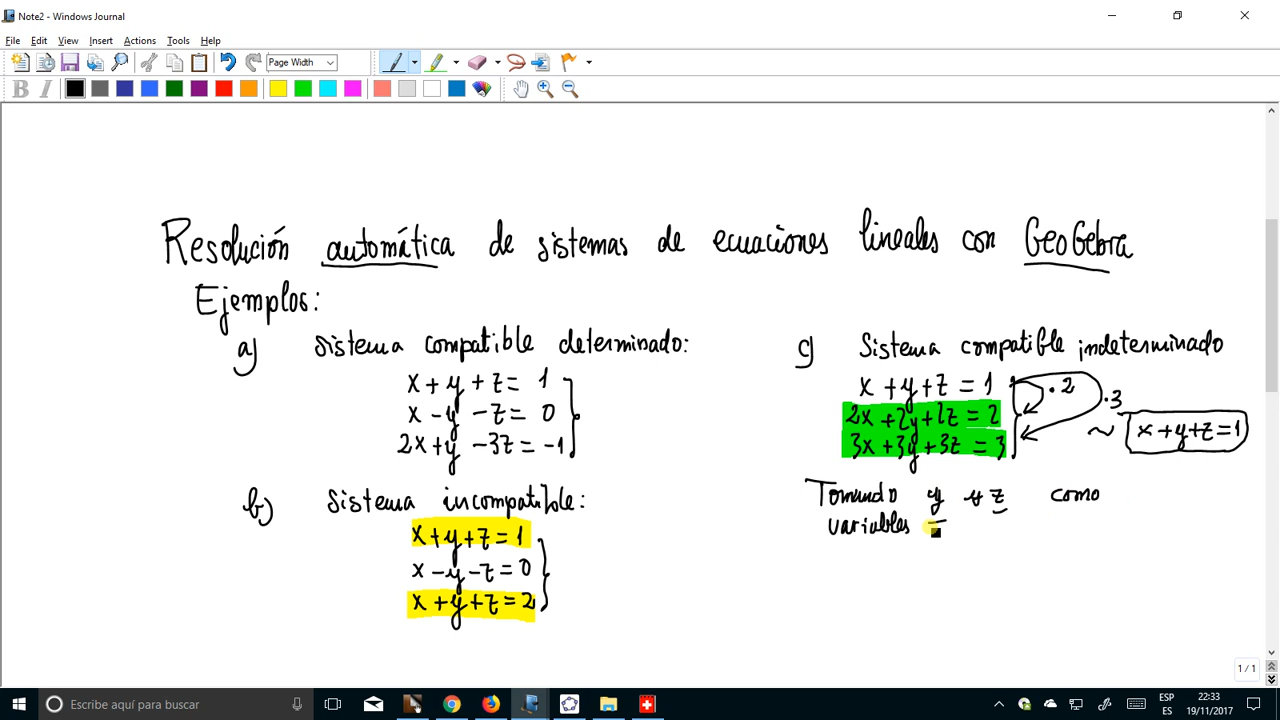 Note2 - Windows Journal
File Edit View Insert Actions Tools Help
Page Width
B I
Resolución automática de sistemas de ecuaciones lineales con GeoGebra
Ejemplos:
a) Sistema compatible determinado:
x + y + z = 1
x - y - z = 0
2x + y - 3z = -1
b) Sistema incompatible:
x + y + z = 1
x - y - z = 0
x + y + z = 2
c) Sistema compatible indeterminado
x + y + z = 1
2x + 2y + 2z = 2
3x + 3y + 3z = 3
· 2
· 3
~ x + y + z = 1
Tomando y y z como
variables
1 / 1
Escribe aquí para buscar
ESP
ES
22:33
19/11/2017